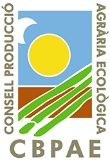 CONSELL PRODUCCIÓ
AGRÀRIA ECOLÒGICA
CBPAE